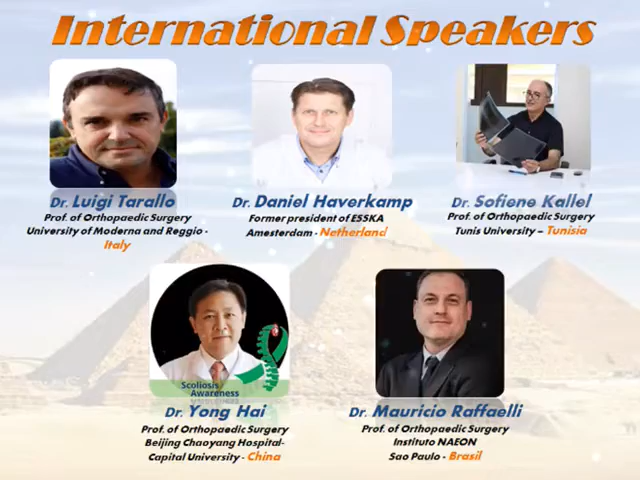 International Speakers
Dr. Luigi Tarallo
Prof. of Orthopaedic Surgery
University of Moderna and Reggio -
Italy
Dr. Daniel Haverkamp
Former president of ESSKA
Amesterdam - Netherland
Dr. Sofiene Kallel
Prof. of Orthopaedic Surgery
Tunis University – Tunisia
Scoliosis
Awareness
Dr. Yong Hai
Prof. of Orthopaedic Surgery
Beijing Chaoyang Hospital-
Capital University - China
Dr. Mauricio Raffaelli
Prof. of Orthopaedic Surgery
Instituto NAEON
Sao Paulo - Brasil